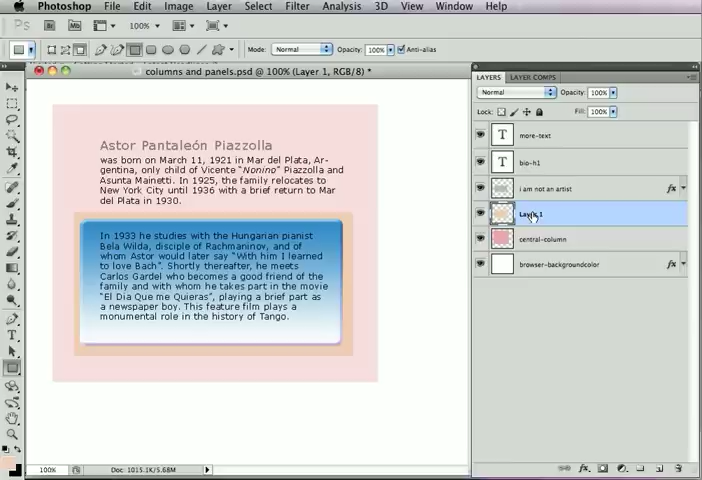 Photoshop File Edit Image Layer Select Filter Analysis 3D View Window Help
Ps Br Mb 100%
Mode: Normal Opacity: 100% Anti-alias
columns and panels.psd @ 100% (Layer 1, RGB/8) *
Astor Pantaleón Piazzolla
was born on March 11, 1921 in Mar del Plata, Ar-
gentina, only child of Vicente "Nonino" Piazzolla and
Asunta Mainetti. In 1925, the family relocates to
New York City until 1936 with a brief return to Mar
del Plata in 1930.
In 1933 he studies with the Hungarian pianist
Bela Wilda, disciple of Rachmaninov, and of
whom Astor would later say "With him I learned
to love Bach". Shortly thereafter, he meets
Carlos Gardel who becomes a good friend of the
family and with whom he takes part in the movie
"El Dia Que me Quieras", playing a brief part as
a newspaper boy. This feature film plays a
monumental role in the history of Tango.
100% Doc: 1015.1K/5.68M
LAYERS LAYER COMPS
Normal Opacity: 100%
Lock: Fill: 100%
T more-text
T bio-h1
i am not an artist fx
Layer 1
central-column
browser-backgroundcolor fx
fx
T